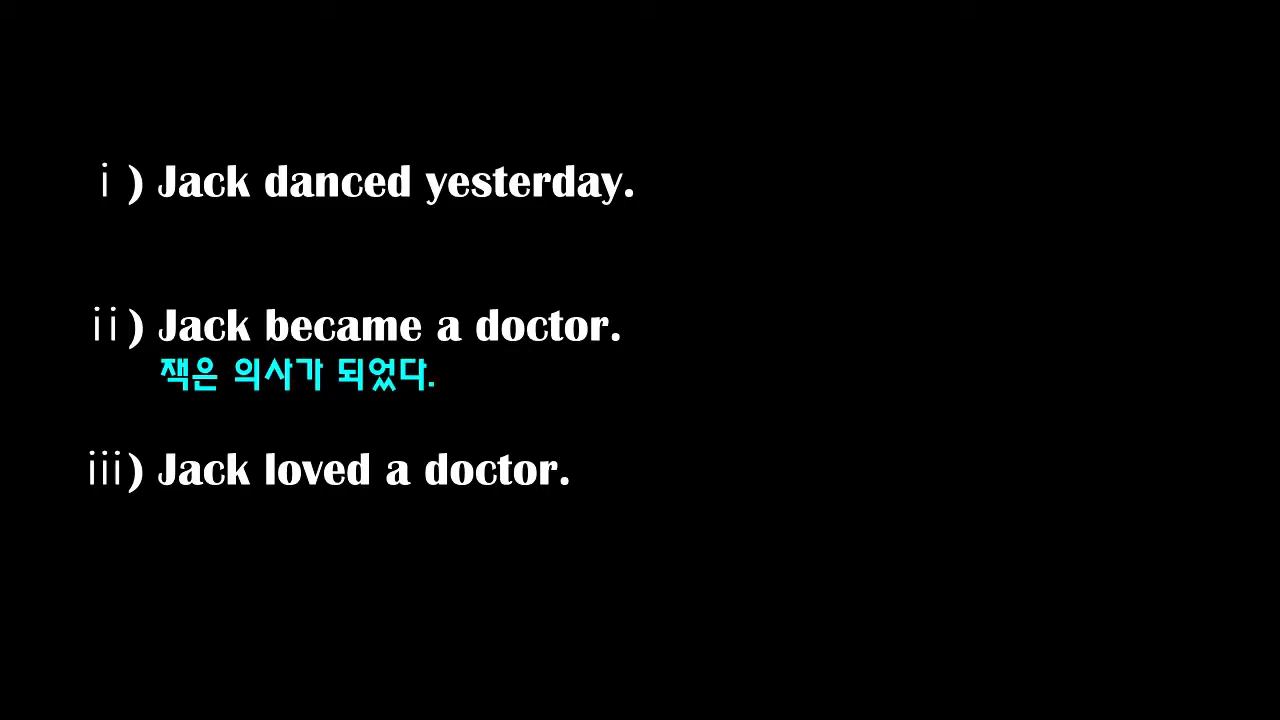 ⅰ) Jack danced yesterday.
ⅱ) Jack became a doctor.
잭은 의사가 되었다.
ⅲ) Jack loved a doctor.